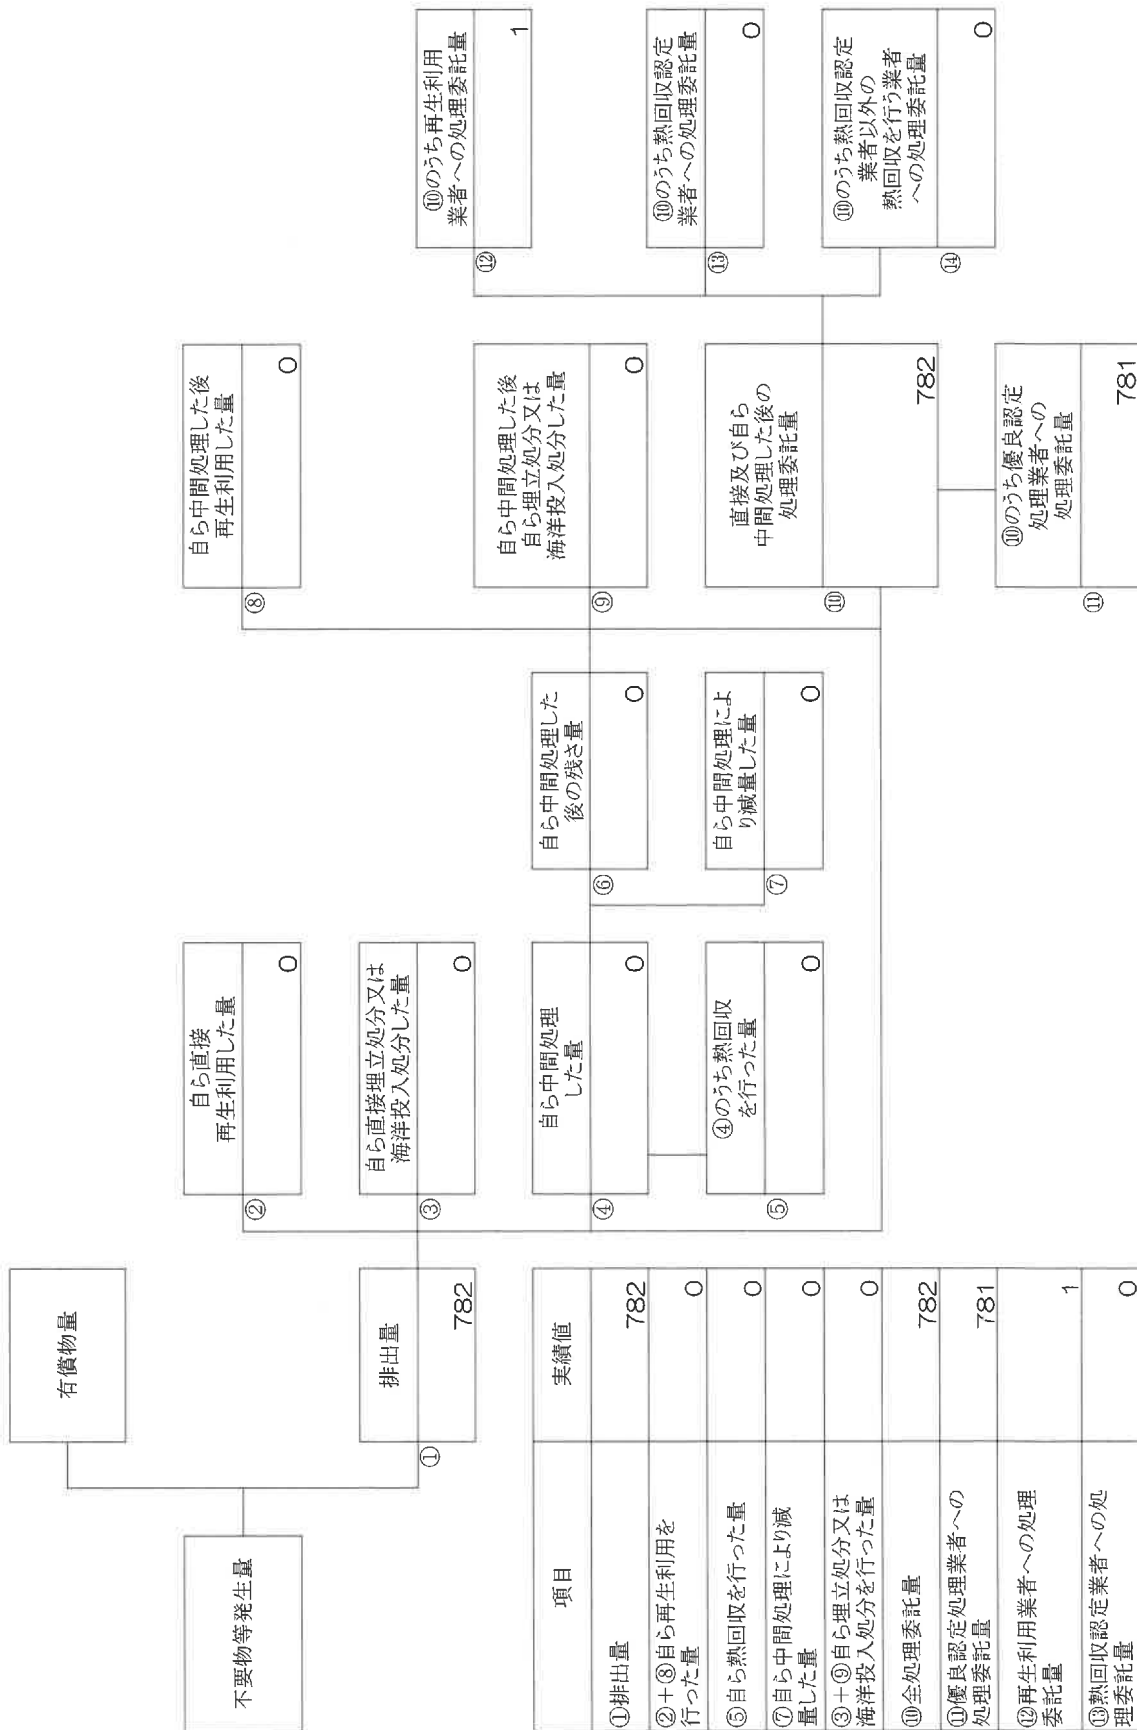 不要物等発生量
有償物量
排出量
①
782
自ら直接
再生利用した量
②
0
自ら直接埋立処分又は
海洋投入処分した量
③
0
自ら中間処理
した量
④
0
④のうち熱回収
を行った量
⑤
0
自ら中間処理した
後の残さ量
⑥
0
自ら中間処理によ
り減量した量
⑦
0
自ら中間処理した後
再生利用した量
⑧
0
自ら中間処理した後
自ら埋立処分又は
海洋投入処分した量
⑨
0
直接及び自ら
中間処理した後の
処理委託量
⑩
782
⑩のうち優良認定
処理業者への
処理委託量
⑪
781
⑩のうち再生利用
業者への処理委託量
⑫
1
⑩のうち熱回収認定
業者への処理委託量
⑬
0
⑩のうち熱回収認定
業者以外の
熱回収を行う業者
への処理委託量
⑭
0
項目 実績値
①排出量 782
②+⑧自ら再生利用を
行った量 0
⑤自ら熱回収を行った量 0
⑦自ら中間処理により減
量した量 0
③+⑨自ら埋立処分又は
海洋投入処分を行った量 0
⑩全処理委託量 782
⑪優良認定処理業者への
処理委託量 781
⑫再生利用業者への処理
委託量 1
⑬熱回収認定業者への処
理委託量 0